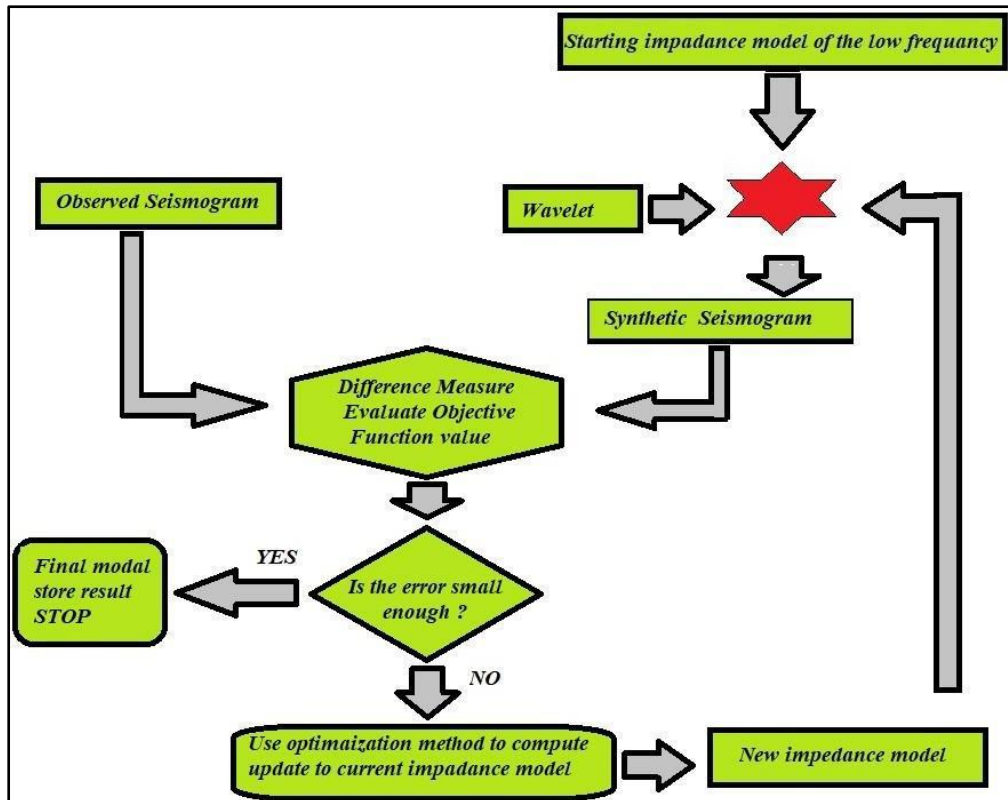 Starting impadance model of the low frequancy
Observed Seismogram
Wavelet
Synthetic Seismogram
Difference Measure
Evaluate Objective
Function value
YES
Final modal
store result
STOP
Is the error small
enough ?
NO
Use optimaization method to compute
update to current impadance model
New impedance model